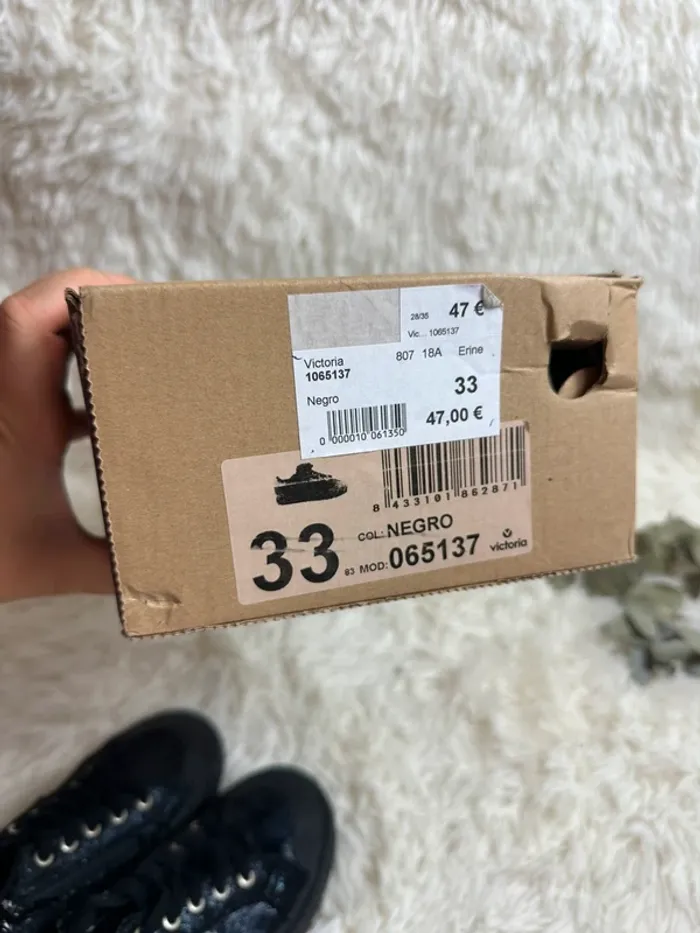 28/35 47 €
Vic... 1065137
Victoria 807 18A Erine
1065137
Negro 33
47,00 €
0 000010 061350
8 433101 862871
33 COL: NEGRO
83 MOD: 065137 victoria